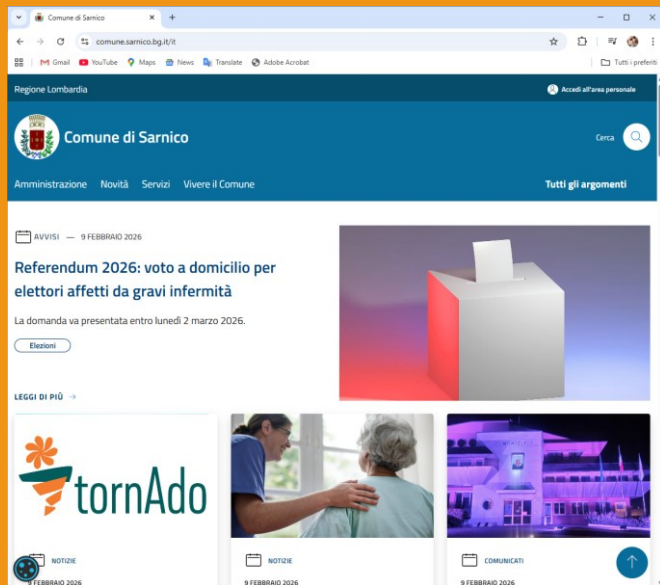 Comune di Sarnico
comune.sarnico.bg.it/it
Gmail YouTube Maps News Translate Adobe Acrobat Tutti i preferiti
Regione Lombardia Accedi all'area personale
Comune di Sarnico
Cerca
Amministrazione Novità Servizi Vivere il Comune Tutti gli argomenti
AVVISI — 9 FEBBRAIO 2026
Referendum 2026: voto a domicilio per
elettori affetti da gravi infermità
La domanda va presentata entro lunedì 2 marzo 2026.
Elezioni
LEGGI DI PIÙ →
tornAdo
NOTIZIE NOTIZIE COMUNICATI
9 FEBBRAIO 2026 9 FEBBRAIO 2026 9 FEBBRAIO 2026